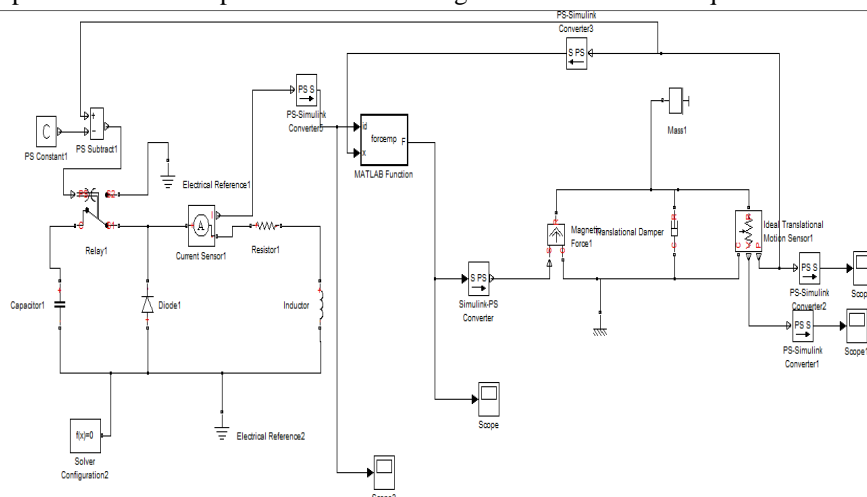 PS-Simulink
Converter3
S PS
PS S
PS-Simulink
Converter5
C
PS Constant1
+
−
PS Subtract1
id
x
forcemp
F
MATLAB Function
Mass1
Electrical Reference1
Relay1
I
A
Current Sensor1
Resistor1
Magnetic
Force1
Translational Damper
Ideal Translational
Motion Sensor1
R
C
V
P
Capacitor1
+
Diode1
Inductor
+
S PS
Simulink-PS
Converter
PS S
PS-Simulink
Converter2
Scop
PS S
PS-Simulink
Converter1
Scope1
Scope
f(x)=0
Solver
Configuration2
Electrical Reference2